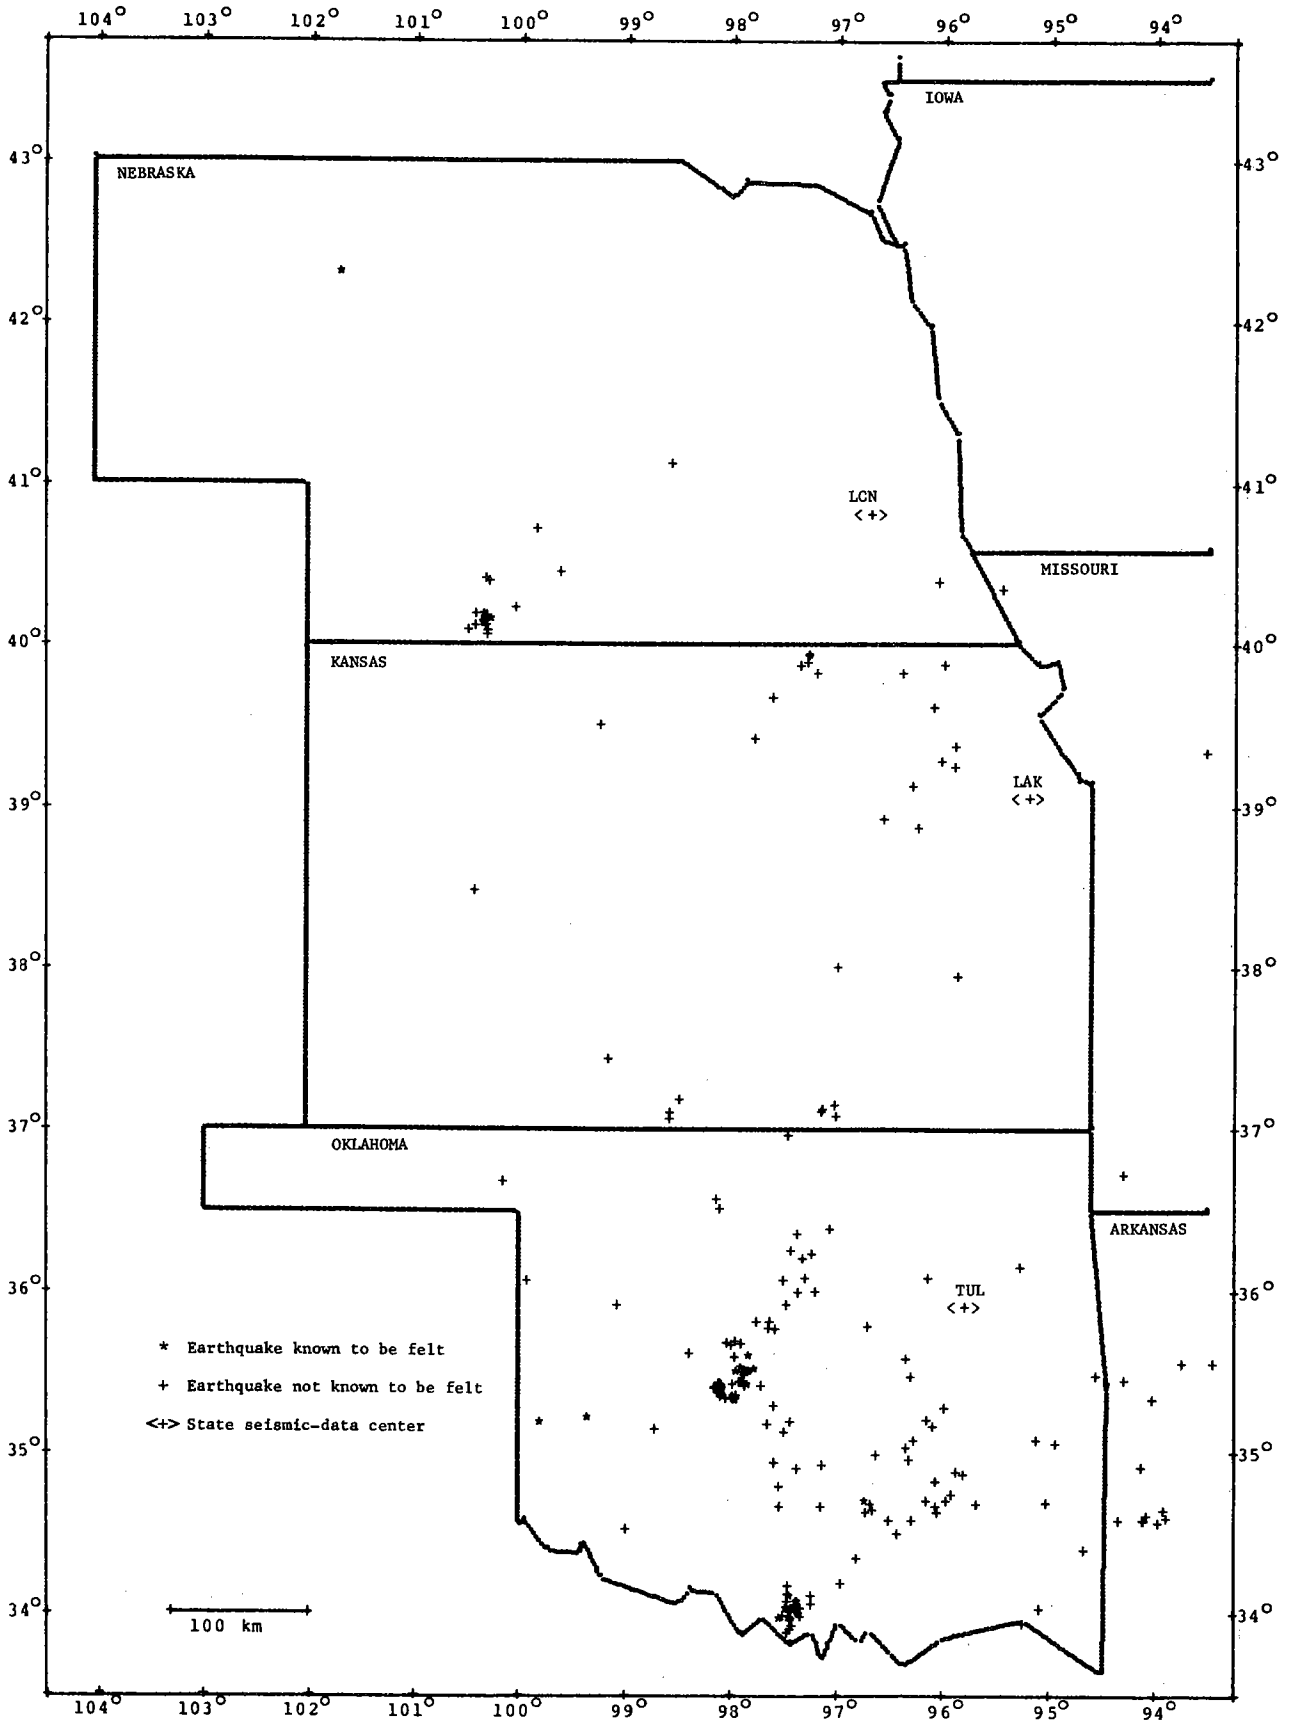 104° 103° 102° 101° 100° 99° 98° 97° 96° 95° 94°
IOWA
43° 43°
NEBRASKA
42° 42°
41° 41°
LCN
<+>
MISSOURI
40° 40°
KANSAS
LAK
<+>
39° 39°
38° 38°
37° 37°
OKLAHOMA
ARKANSAS
36° 36°
TUL
<+>
* Earthquake known to be felt
+ Earthquake not known to be felt
<+> State seismic-data center
35° 35°
34° 34°
100 km
104° 103° 102° 101° 100° 99° 98° 97° 96° 95° 94°